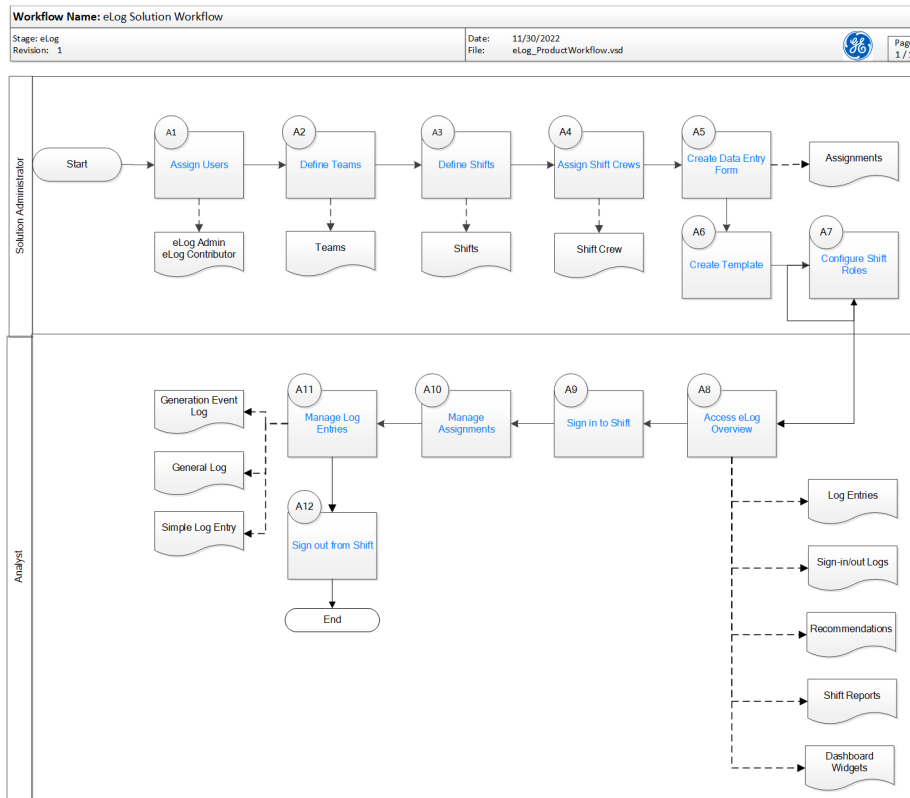 Workflow Name: eLog Solution Workflow
Stage: eLog
Revision: 1
Date: 11/30/2022
File: eLog_ProductWorkflow.vsd
Page
1 /
Solution Administrator
Start
A1
Assign Users
A2
Define Teams
A3
Define Shifts
A4
Assign Shift Crews
A5
Create Data Entry
Form
Assignments
eLog Admin
eLog Contributor
Teams
Shifts
Shift Crew
A6
Create Template
A7
Configure Shift
Roles
Analyst
Generation Event
Log
General Log
Simple Log Entry
A11
Manage Log
Entries
A10
Manage
Assignments
A9
Sign in to Shift
A8
Access eLog
Overview
A12
Sign out from Shift
End
Log Entries
Sign-in/out Logs
Recommendations
Shift Reports
Dashboard
Widgets